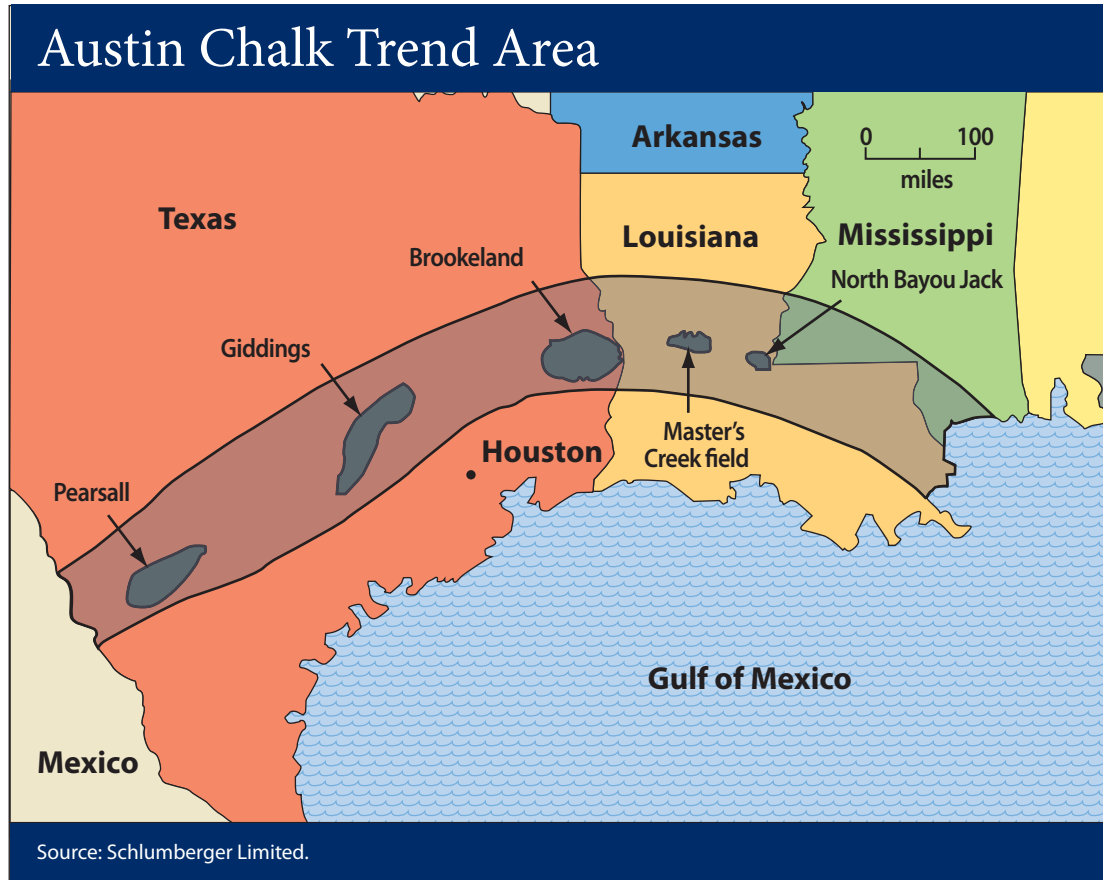 Austin Chalk Trend Area
Arkansas
0 100
miles
Texas
Louisiana
Mississippi
Brookeland
North Bayou Jack
Giddings
Master's
Creek field
Houston
Pearsall
Gulf of Mexico
Mexico
Source: Schlumberger Limited.